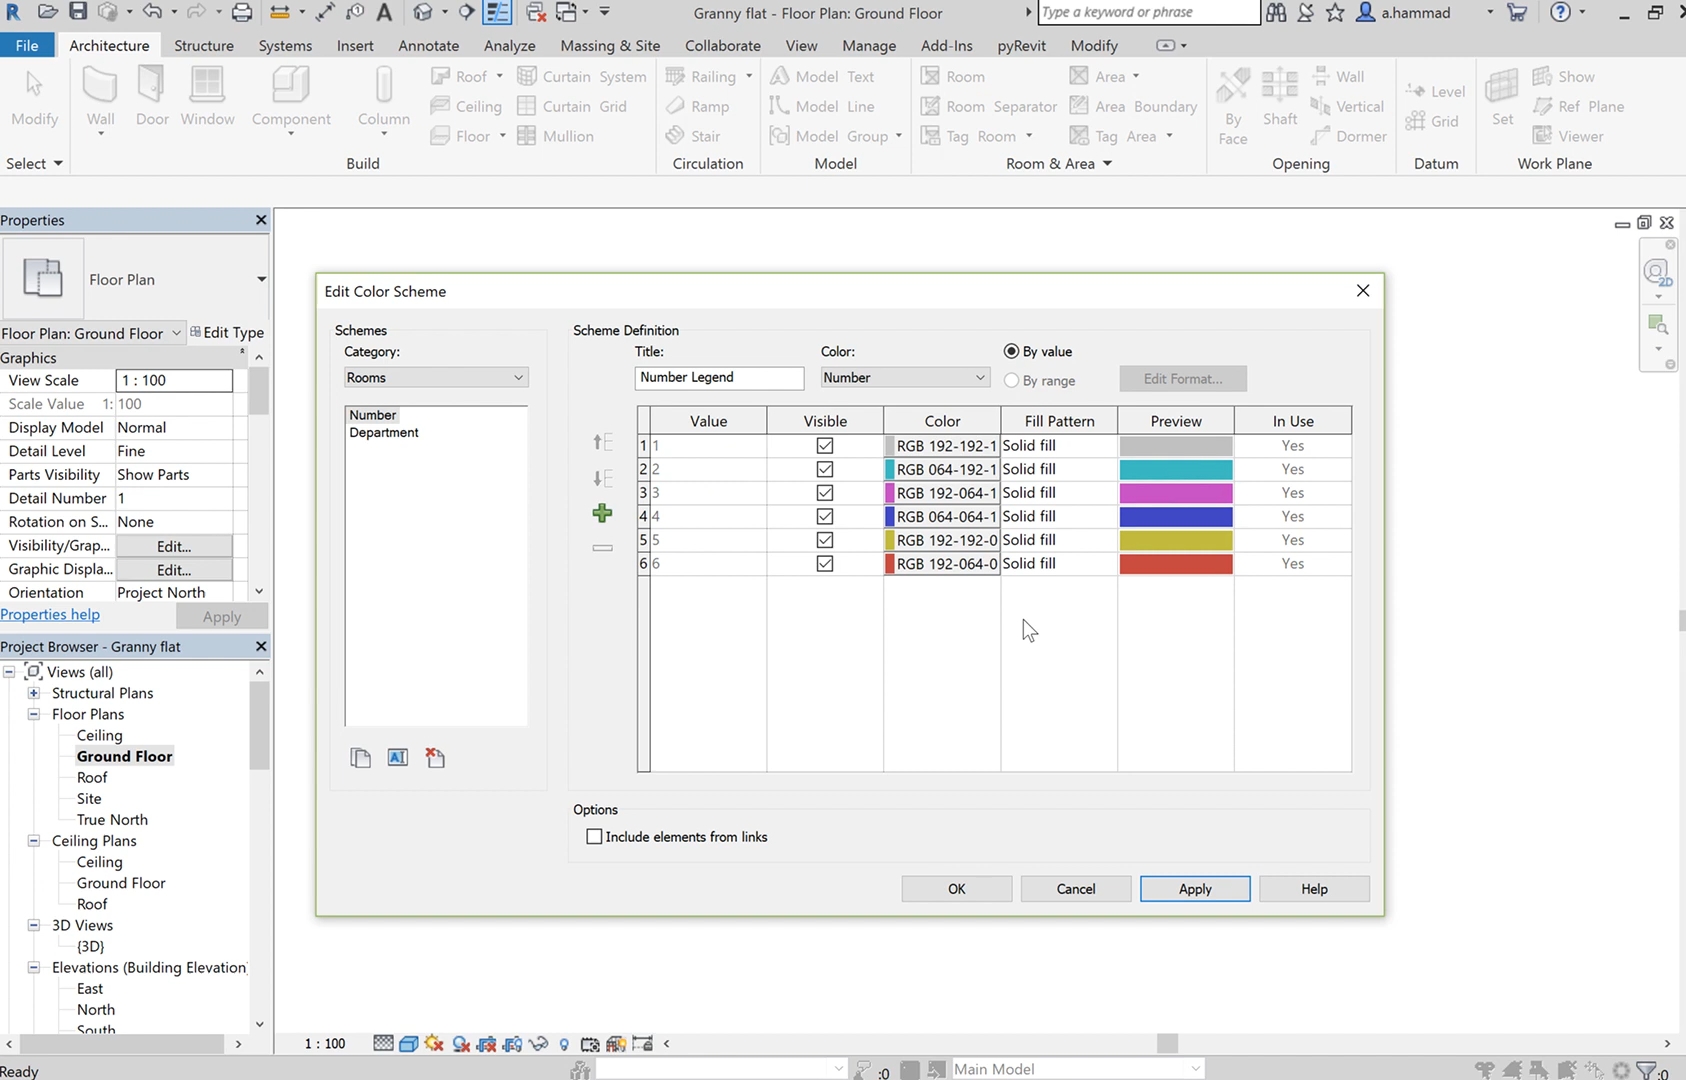 Granny flat - Floor Plan: Ground Floor
Type a keyword or phrase
a.hammad
File Architecture Structure Systems Insert Annotate Analyze Massing & Site Collaborate View Manage Add-Ins pyRevit Modify
Modify
Wall
Door
Window
Component
Column
Roof
Ceiling
Floor
Curtain System
Curtain Grid
Mullion
Railing
Ramp
Stair
Model Text
Model Line
Model Group
Room
Room Separator
Tag Room
Area
Area Boundary
Tag Area
By
Face
Shaft
Wall
Vertical
Dormer
Level
Grid
Set
Show
Ref Plane
Viewer
Select Build Circulation Model Room & Area Opening Datum Work Plane
Properties
Floor Plan
Floor Plan: Ground Floor Edit Type
Graphics
View Scale 1 : 100
Scale Value 1: 100
Display Model Normal
Detail Level Fine
Parts Visibility Show Parts
Detail Number 1
Rotation on S... None
Visibility/Grap... Edit...
Graphic Displa... Edit...
Orientation Project North
Properties help Apply
Project Browser - Granny flat
Views (all)
Structural Plans
Floor Plans
Ceiling
Ground Floor
Roof
Site
True North
Ceiling Plans
Ceiling
Ground Floor
Roof
3D Views
{3D}
Elevations (Building Elevation)
East
North
South
Edit Color Scheme
Schemes
Category:
Rooms
Number
Department
Scheme Definition
Title: Color:
Number Legend Number
By value
By range
Edit Format...
Value Visible Color Fill Pattern Preview In Use
1 1 RGB 192-192-1 Solid fill Yes
2 2 RGB 064-192-1 Solid fill Yes
3 3 RGB 192-064-1 Solid fill Yes
4 4 RGB 064-064-1 Solid fill Yes
5 5 RGB 192-192-0 Solid fill Yes
6 6 RGB 192-064-0 Solid fill Yes
Options
Include elements from links
OK Cancel Apply Help
2D
1 : 100
Ready
:0
Main Model
:0